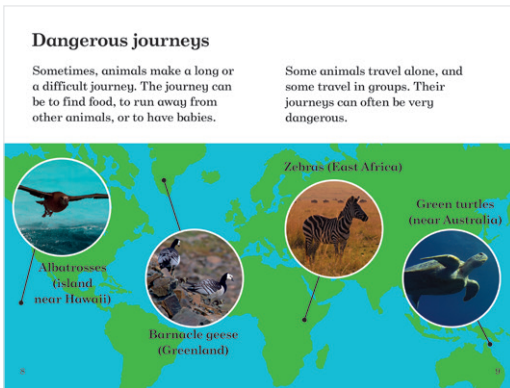 Dangerous journeys
Sometimes, animals make a long or
a difficult journey. The journey can
be to find food, to run away from
other animals, or to have babies.
Some animals travel alone, and
some travel in groups. Their
journeys can often be very
dangerous.
Albatrosses
(island
near Hawaii)
Barnacle geese
(Greenland)
Zebras (East Africa)
Green turtles
(near Australia)
8
9